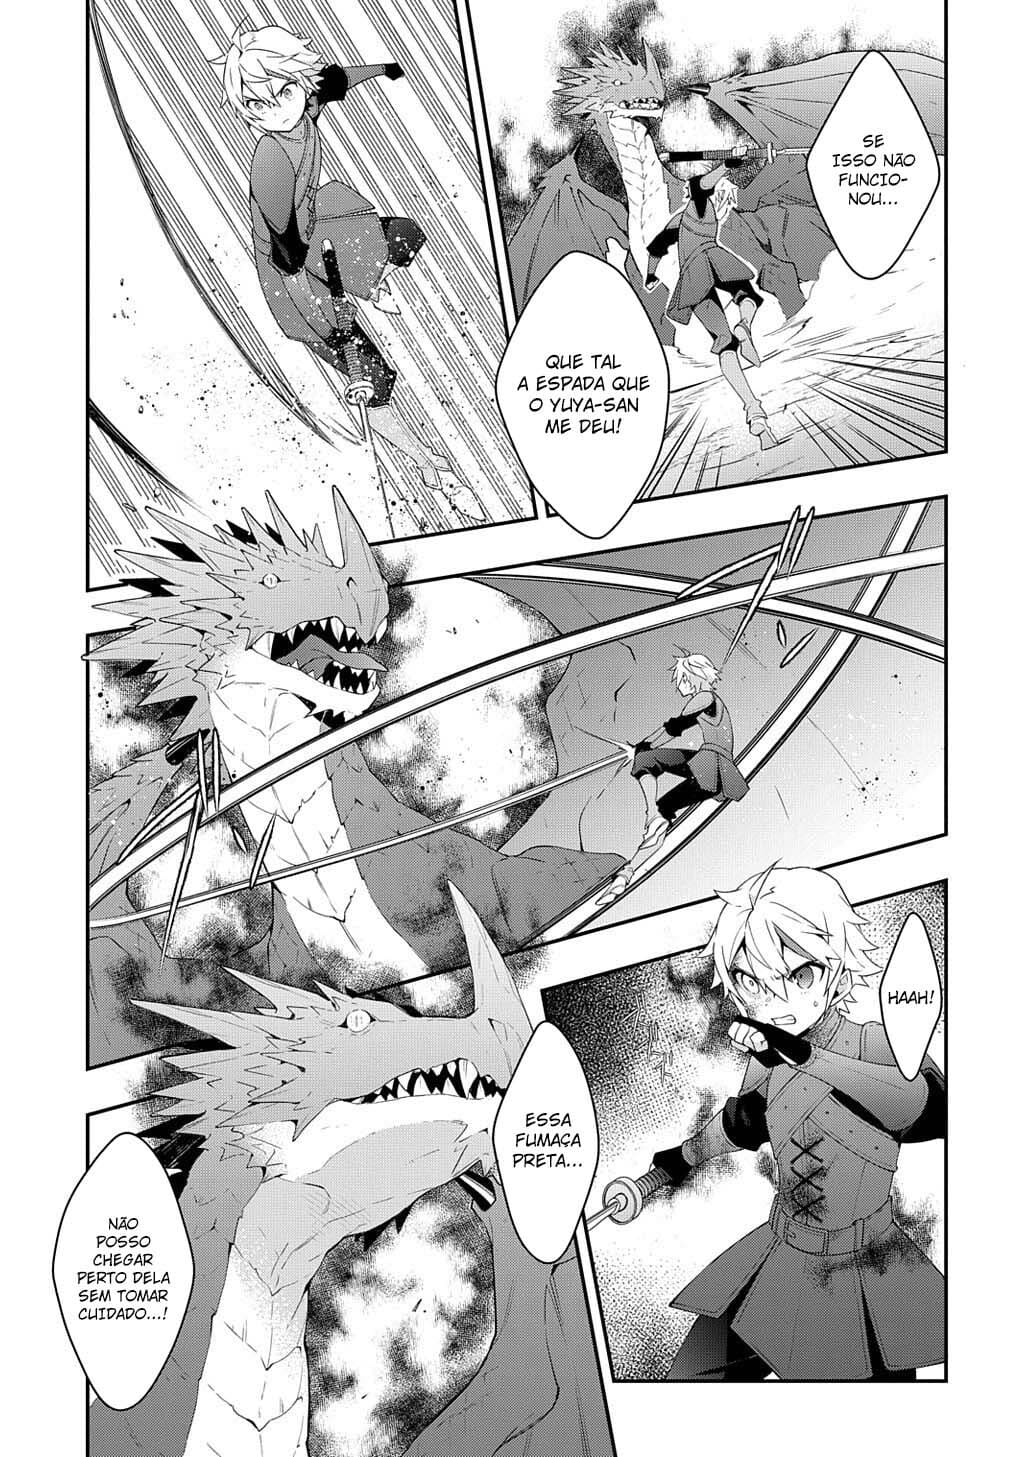 SE
ISSO NÃO
FUNCIO-
NOU...
QUE TAL
A ESPADA QUE
O YUYA-SAN
ME DEU!
HAAH!
ESSA
FUMAÇA
PRETA...
NÃO
POSSO
CHEGAR
PERTO DELA
SEM TOMAR
CUIDADO...!